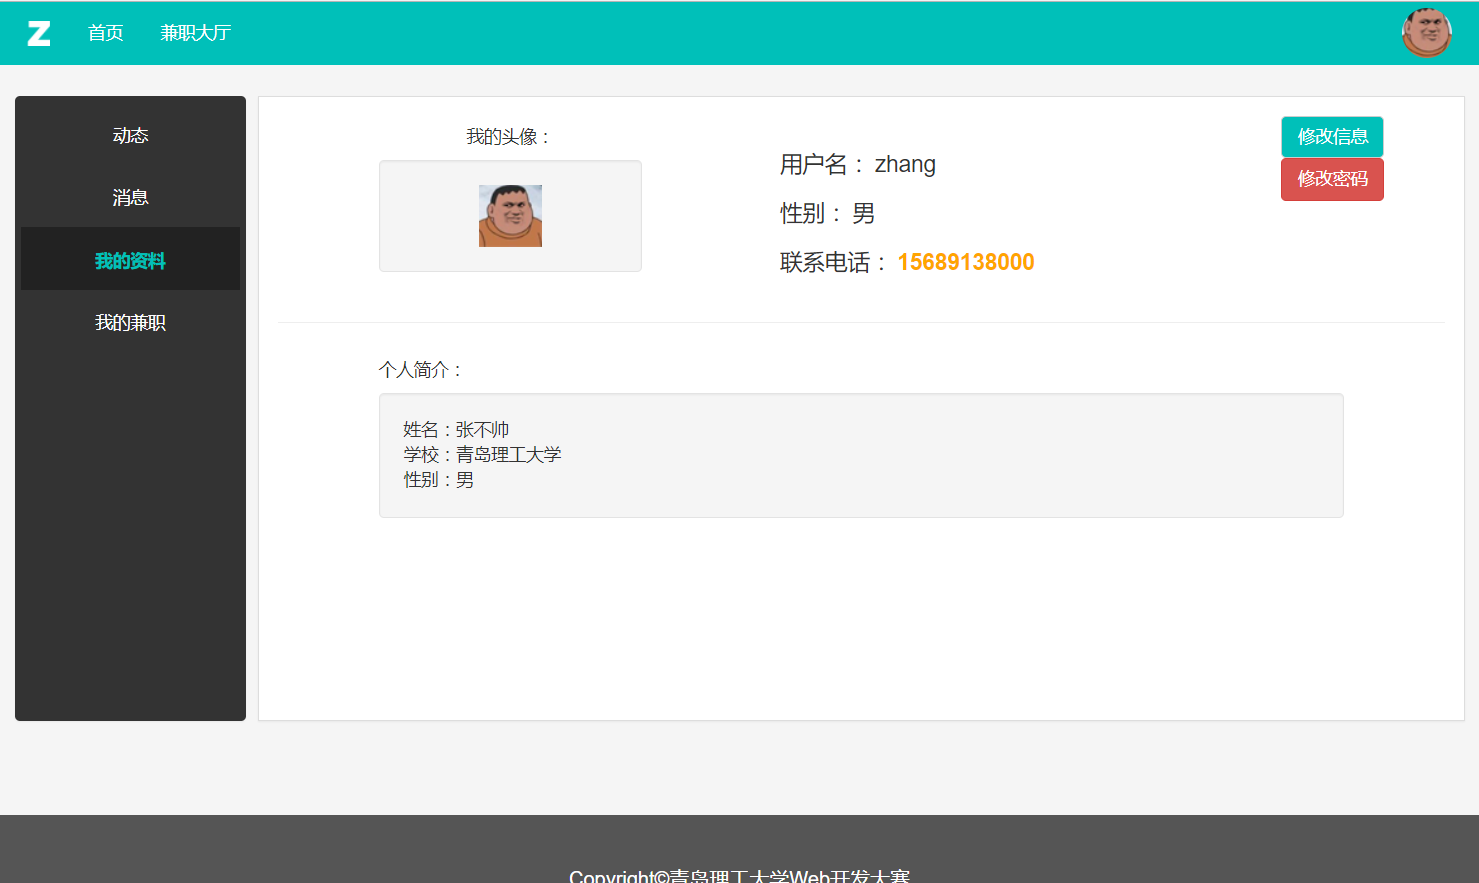 Z 首页 兼职大厅
动态
消息
我的资料
我的兼职
我的头像：
用户名： zhang
性别： 男
联系电话： 15689138000
修改信息
修改密码
个人简介：
姓名：张不帅
学校：青岛理工大学
性别：男
Copyright©青岛理工大学Web开发大赛